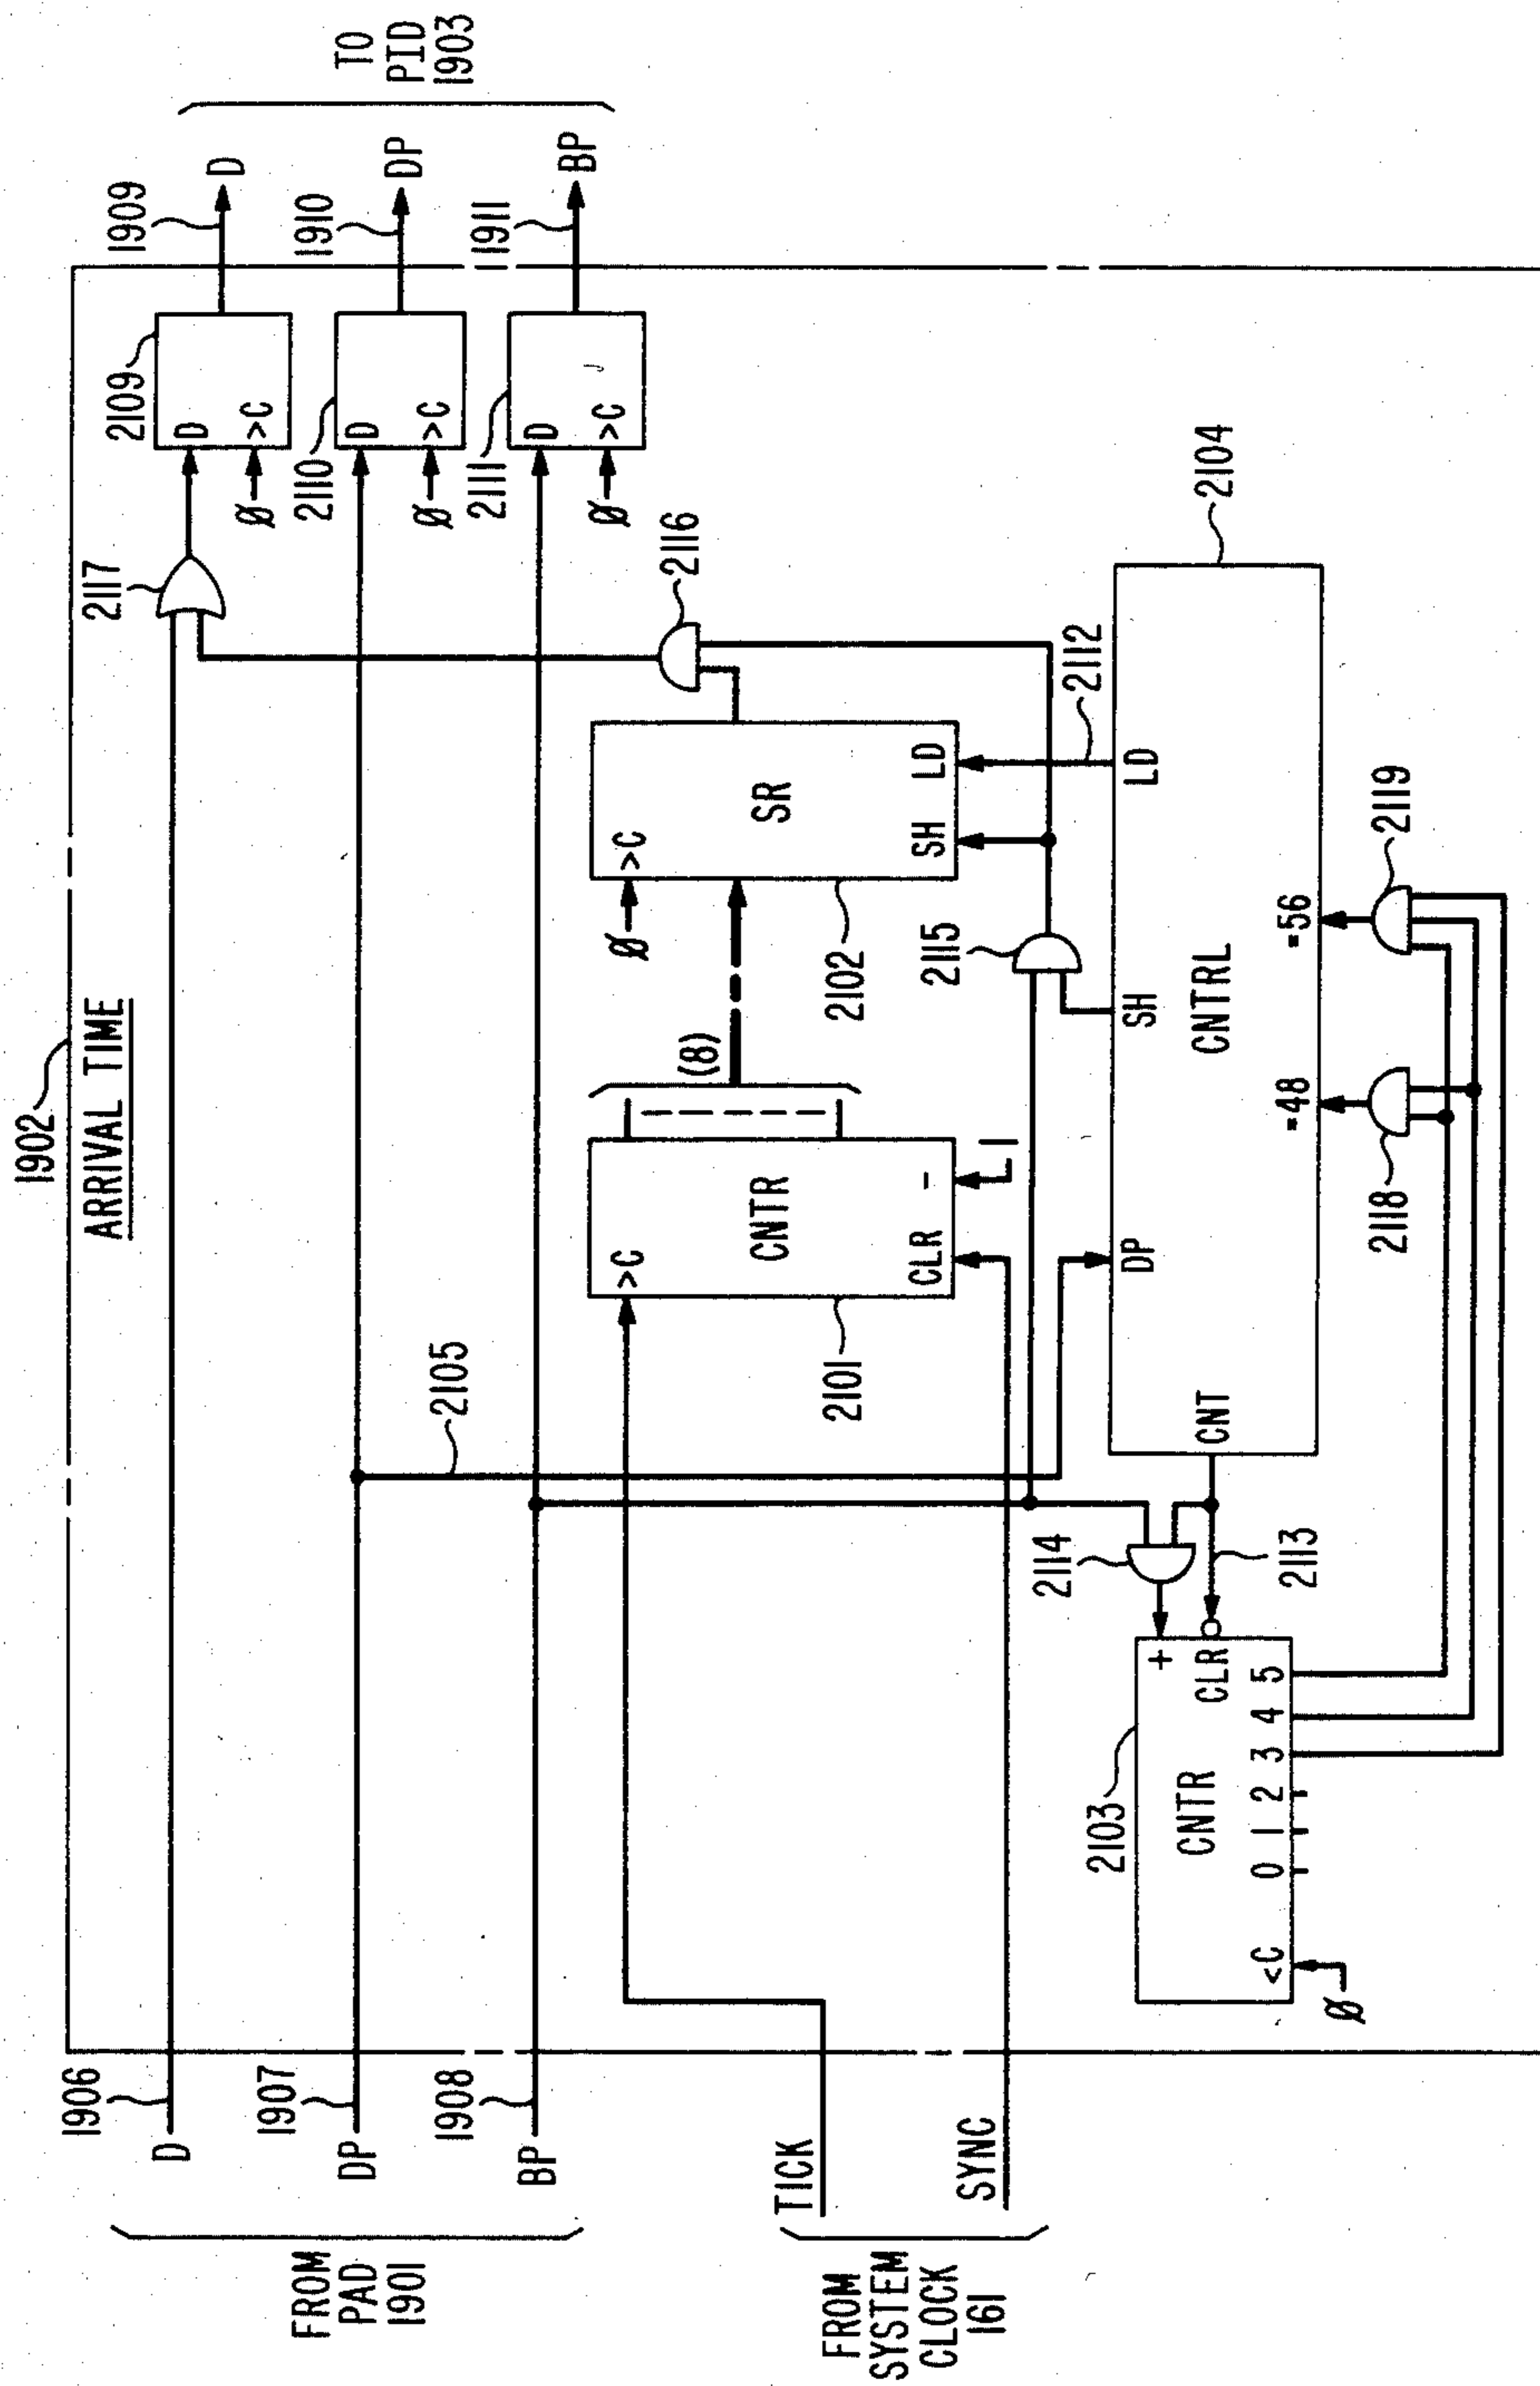 1902
ARRIVAL TIME
FROM
PAD
1901
1906
D
1907
DP
1908
BP
2117
2109
D
>C
Ø
1909
D
2110
D
>C
Ø
1910
DP
2111
D
>C
Ø
1911
BP
TO
PID
1903
2105
FROM
SYSTEM
CLOCK
161
TICK
SYNC
>C
CNTR
CLR
-
1
2101
(8)
Ø
>C
SR
SH
LD
2102
2116
2115
2112
2114
2113
2103
+
CLR
CNTR
<C
0
1
2
3
4
5
Ø
2104
DP
SH
LD
CNT
CNTRL
=48
=56
2118
2119